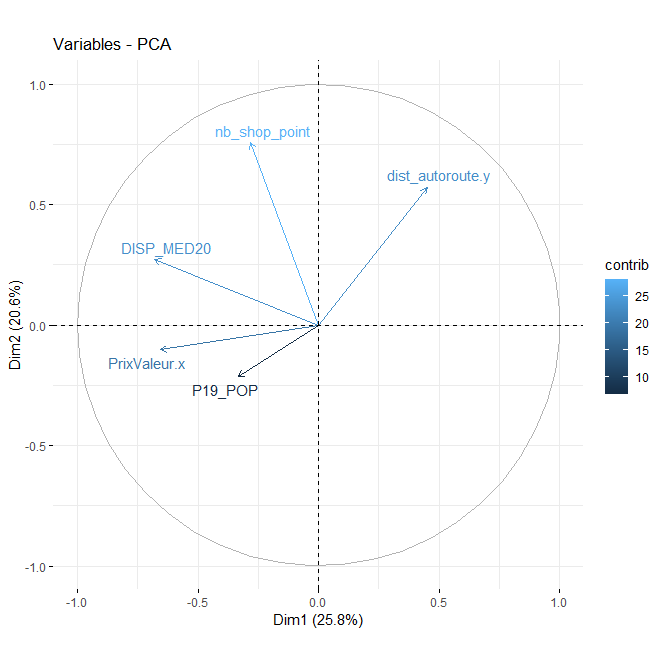 Variables - PCA
1.0
0.5
0.0
-0.5
-1.0
Dim2 (20.6%)
nb_shop_point
dist_autoroute.y
DISP_MED20
PrixValeur.x
P19_POP
-1.0
-0.5
0.0
0.5
1.0
Dim1 (25.8%)
contrib
25
20
15
10